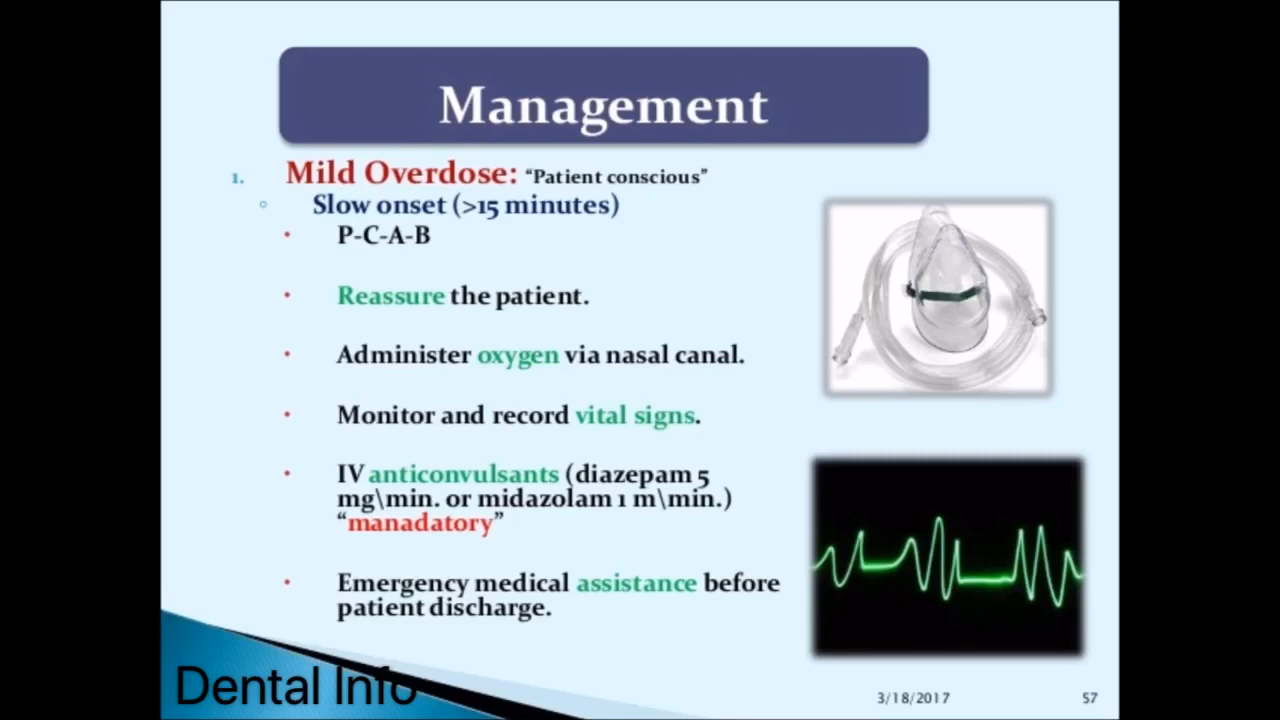 Management
1. Mild Overdose: “Patient conscious”
Slow onset (>15 minutes)
P-C-A-B
Reassure the patient.
Administer oxygen via nasal canal.
Monitor and record vital signs.
IV anticonvulsants (diazepam 5
mg\min. or midazolam 1 m\min.)
“manadatory”
Emergency medical assistance before
patient discharge.
Dental Info
3/18/2017
57